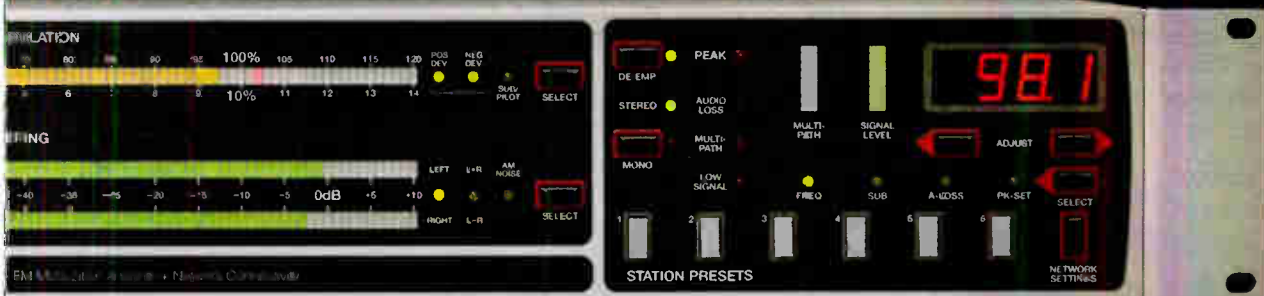 ULATION
80 90 95 100% 105 110 115 120
6 8 9 10% 11 12 13 14
POS
DEV
NEG
DEV
SUB/
PILOT
SELECT
ERING
-40 -35 -25 -20 -15 -10 -5 0dB +5 +10
LEFT L+R AM
NOISE
RIGHT L-R
SELECT
DE EMP
PEAK
STEREO
AUDIO
LOSS
MONO
MULTI-
PATH
LOW
SIGNAL
MULTI-
PATH
SIGNAL
LEVEL
98.1
ADJUST
FREQ SUB A-LOSS PK-SET
SELECT
1 2 3 4 5 6
STATION PRESETS
NETWORK
SETTINGS